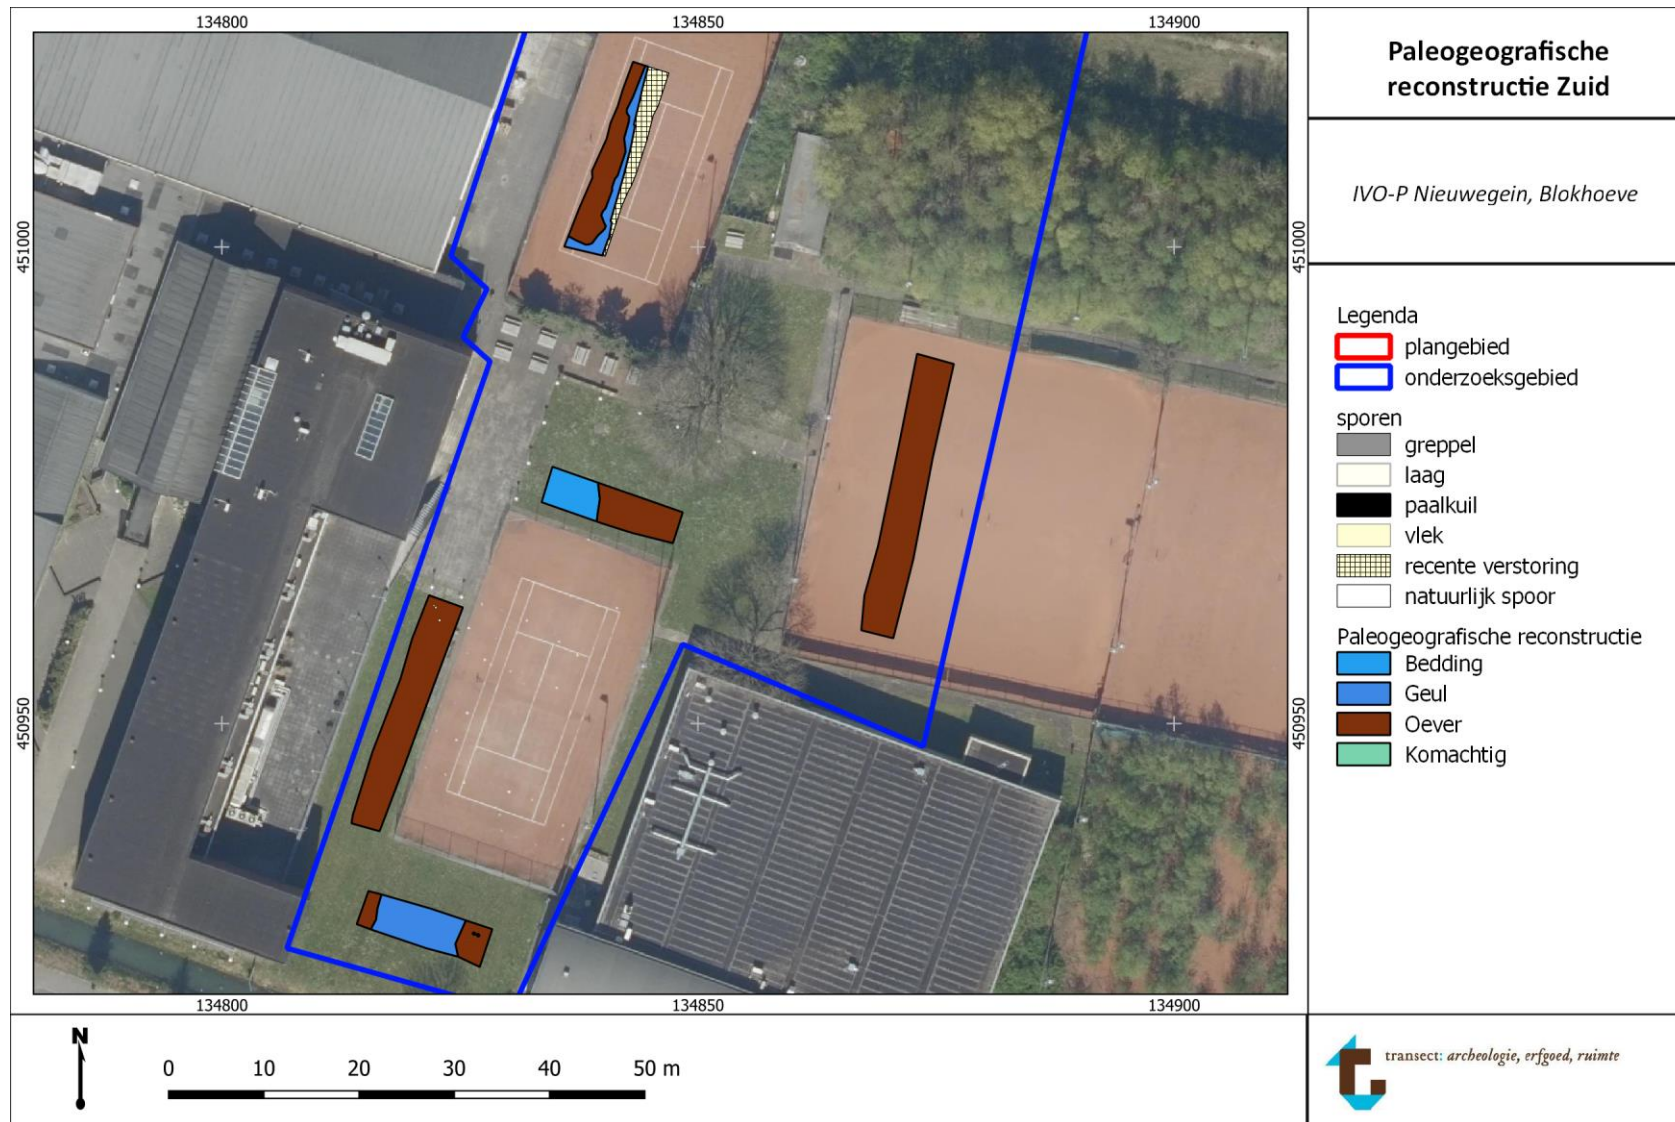 134800 134850 134900
451000 451000
450950 450950
134800 134850 134900
N
0 10 20 30 40 50 m
Paleogeografische
reconstructie Zuid
IVO-P Nieuwegein, Blokhoeve
Legenda
plangebied
onderzoeksgebied
sporen
greppel
laag
paalkuil
vlek
recente verstoring
natuurlijk spoor
Paleogeografische reconstructie
Bedding
Geul
Oever
Komachtig
transect: archeologie, erfgoed, ruimte